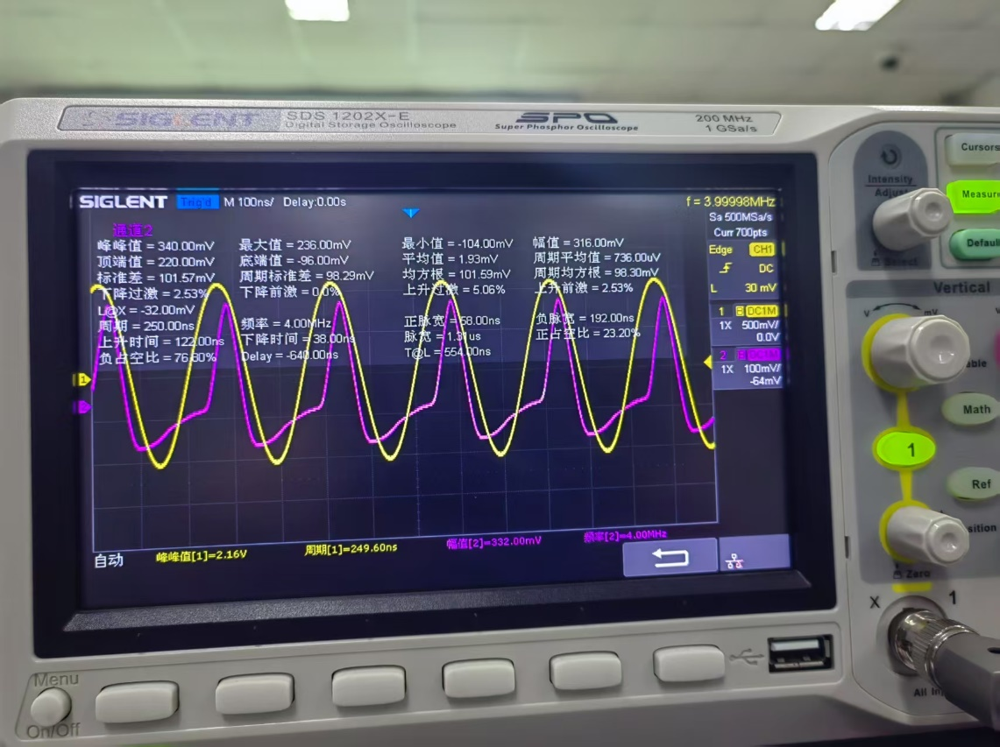 SIGLENT SDS 1202X-E SPO 200 MHz
Digital Storage Oscilloscope Super Phosphor Oscilloscope 1 GSa/s
SIGLENT Trig'd M 100ns/ Delay:0.00s f = 3.99998MHz
Sa 500MSa/s
Curr 700pts
Edge CH1
DC
L 30 mV
1 B DC1M
1X 500mV/
0.0V
2 B DC1M
1X 100mV/
-64mV
通道2
峰峰值 = 340.00mV 最大值 = 236.00mV 最小值 = -104.00mV 幅值 = 316.00mV
顶端值 = 220.00mV 底端值 = -96.00mV 平均值 = 1.93mV 周期平均值 = 736.00uV
标准差 = 101.57mV 周期标准差 = 98.29mV 均方根 = 101.59mV 周期均方根 = 98.30mV
下降过激 = 2.53% 下降前激 = 0.0% 上升过激 = 5.06% 上升前激 = 2.53%
L@X = -32.00mV
周期 = 250.00ns 频率 = 4.00MHz 正脉宽 = 58.00ns 负脉宽 = 192.00ns
上升时间 = 122.00ns 下降时间 = 38.00ns 脉宽 = 1.31us 正占空比 = 23.20%
负占空比 = 76.80% Delay = -640.00ns T@L = 554.00ns
1
自动 峰峰值[1]=2.16V 周期[1]=249.60ns 幅值[2]=332.00mV 频率[2]=4.00MHz
Menu
On/Off
Intensity
Adjust
Select
Cursors
Measure
Default
Vertical
V mV
Math
1
Ref
Zero
X 1